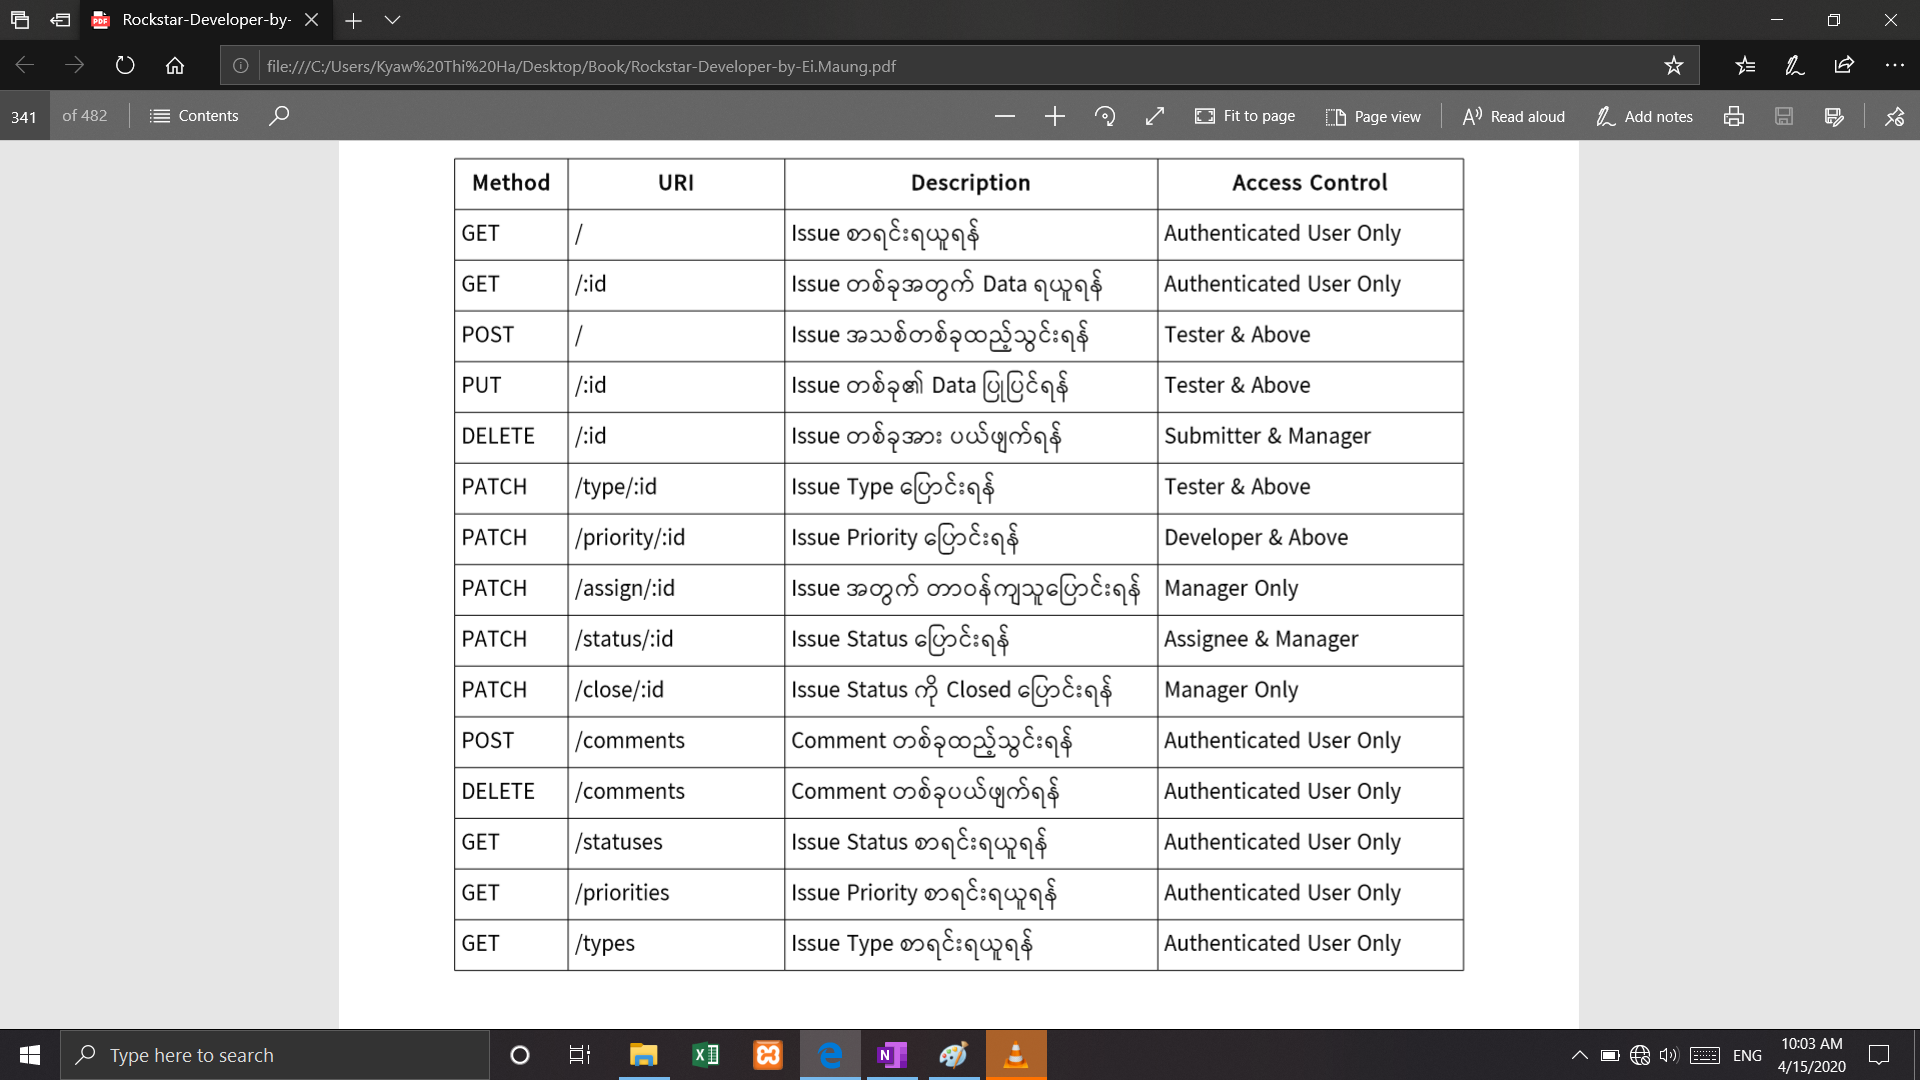 Rockstar-Developer-by-
file:///C:/Users/Kyaw%20Thi%20Ha/Desktop/Book/Rockstar-Developer-by-Ei.Maung.pdf
341 of 482 Contents Fit to page Page view Read aloud Add notes
Method URI Description Access Control
GET / Issue စာရင်းရယူရန် Authenticated User Only
GET /:id Issue တစ်ခုအတွက် Data ရယူရန် Authenticated User Only
POST / Issue အသစ်တစ်ခုထည့်သွင်းရန် Tester & Above
PUT /:id Issue တစ်ခု၏ Data ပြုပြင်ရန် Tester & Above
DELETE /:id Issue တစ်ခုအား ပယ်ဖျက်ရန် Submitter & Manager
PATCH /type/:id Issue Type ပြောင်းရန် Tester & Above
PATCH /priority/:id Issue Priority ပြောင်းရန် Developer & Above
PATCH /assign/:id Issue အတွက် တာဝန်ကျသူပြောင်းရန် Manager Only
PATCH /status/:id Issue Status ပြောင်းရန် Assignee & Manager
PATCH /close/:id Issue Status ကို Closed ပြောင်းရန် Manager Only
POST /comments Comment တစ်ခုထည့်သွင်းရန် Authenticated User Only
DELETE /comments Comment တစ်ခုပယ်ဖျက်ရန် Authenticated User Only
GET /statuses Issue Status စာရင်းရယူရန် Authenticated User Only
GET /priorities Issue Priority စာရင်းရယူရန် Authenticated User Only
GET /types Issue Type စာရင်းရယူရန် Authenticated User Only
Type here to search ENG 10:03 AM
4/15/2020